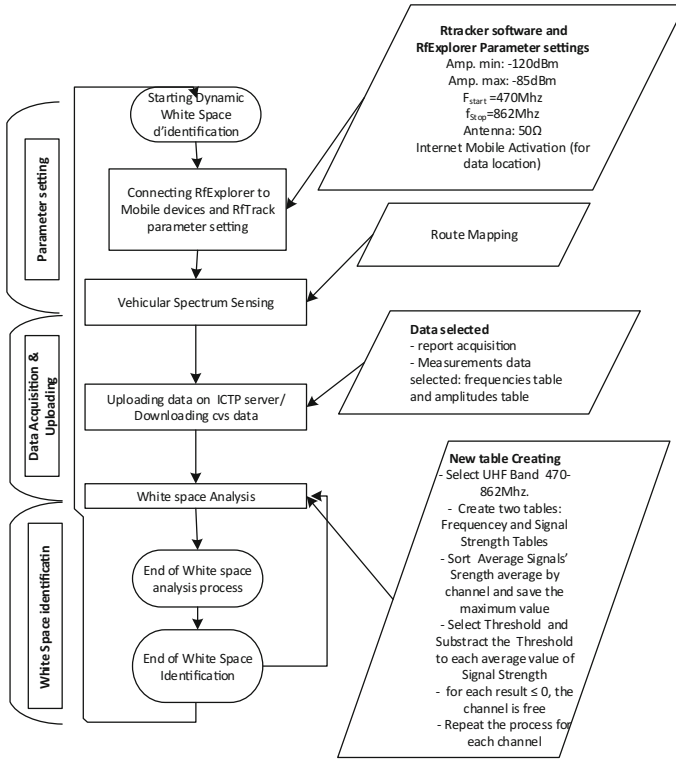 Rtracker software and
RfExplorer Parameter settings
Amp. min: -120dBm
Amp. max: -85dBm
Fstart =470Mhz
fStop=862Mhz
Antenna: 50Ω
Internet Mobile Activation (for
data location)
Starting Dynamic
White Space
d'identification
Parameter setting
Connecting RfExplorer to
Mobile devices and RfTrack
parameter setting
Route Mapping
Vehicular Spectrum Sensing
Data selected
- report acquisition
- Measurements data
selected: frequencies table
and amplitudes table
Data Acquisition &
Uploading
Uploading data on ICTP server/
Downloading cvs data
White space Analysis
New table Creating
- Select UHF Band 470-
862Mhz.
- Create two tables:
Frequencey and Signal
Strength Tables
- Sort Average Signals'
Srength average by
channel and save the
maximum value
- Select Threshold and
Substract the Threshold
to each average value of
Signal Strength
- for each result ≤ 0, the
channel is free
- Repeat the process for
each channel
White Space identificatin
End of White space
analysis process
End of White Space
Identification